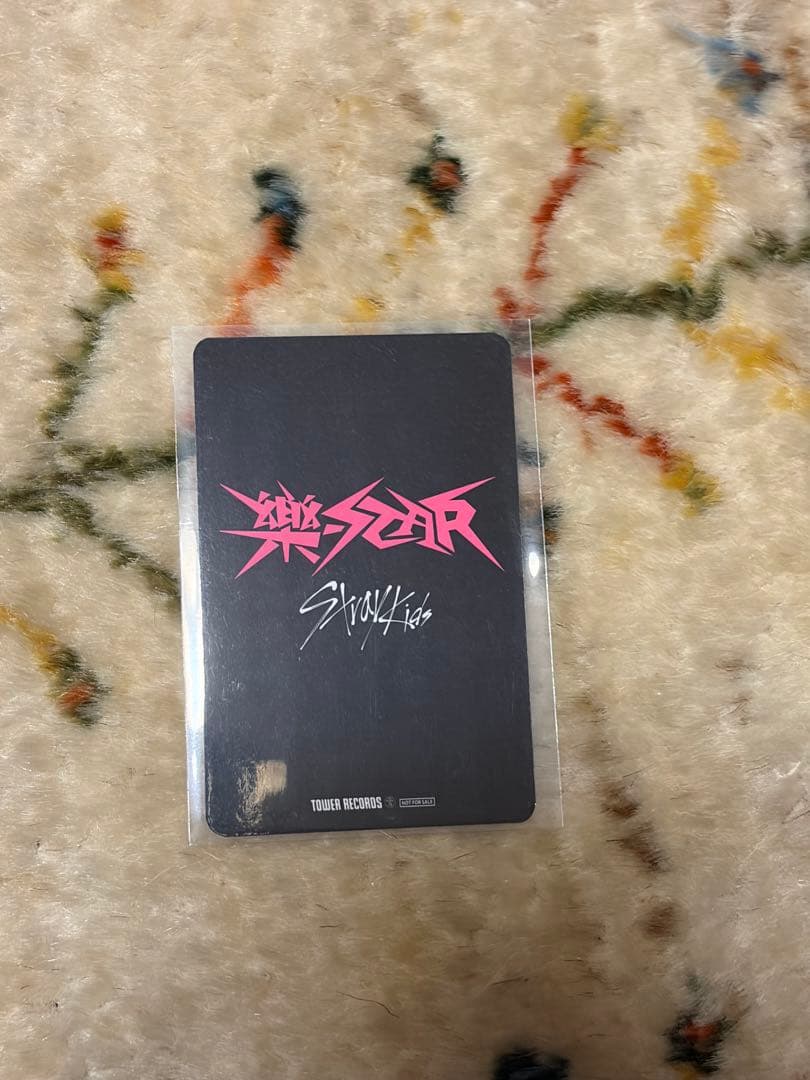 樂-STAR
Stray Kids
TOWER RECORDS NOT FOR SALE